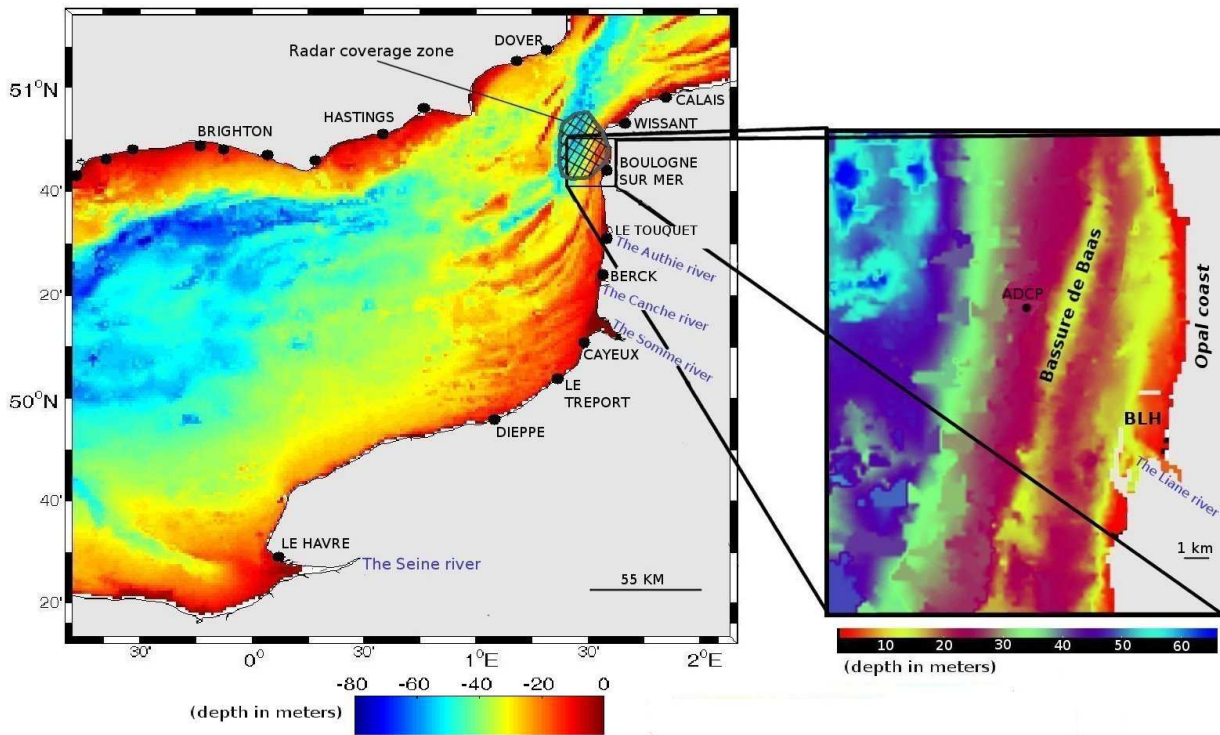 DOVER
Radar coverage zone
51°N
CALAIS
HASTINGS
WISSANT
BRIGHTON
BOULOGNE
SUR MER
40'
LE TOUQUET
The Authie river
BERCK
20'
The Canche river
The Somme river
CAYEUX
50°N
LE
TREPORT
DIEPPE
40'
LE HAVRE
The Seine river
55 KM
20'
30'
0°
30'
1°E
30'
2°E
-80
-60
-40
-20
0
(depth in meters)
ADCP
Bassure de Baas
Opal coast
BLH
The Liane river
1 km
10
20
30
40
50
60
(depth in meters)